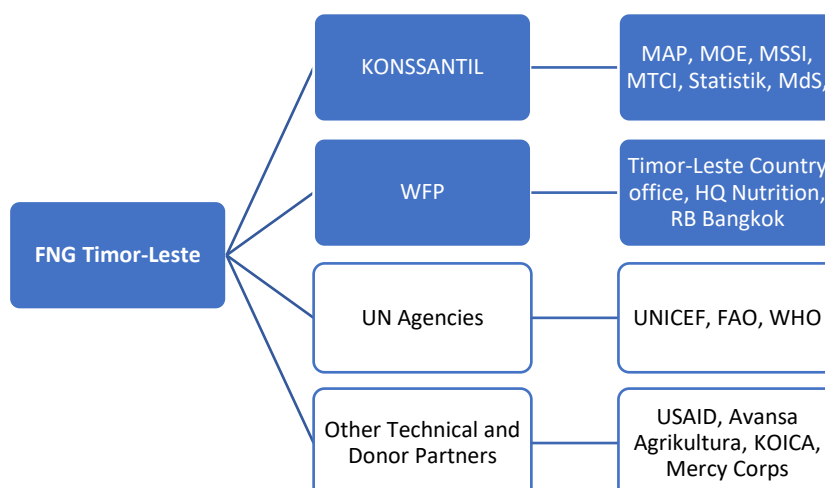 KONSSANTIL
MAP, MOE, MSSI,
MTCI, Statistik, MdS,
WFP
Timor-Leste Country
office, HQ Nutrition,
RB Bangkok
FNG Timor-Leste
UN Agencies
UNICEF, FAO, WHO
Other Technical and
Donor Partners
USAID, Avansa
Agrikultura, KOICA,
Mercy Corps